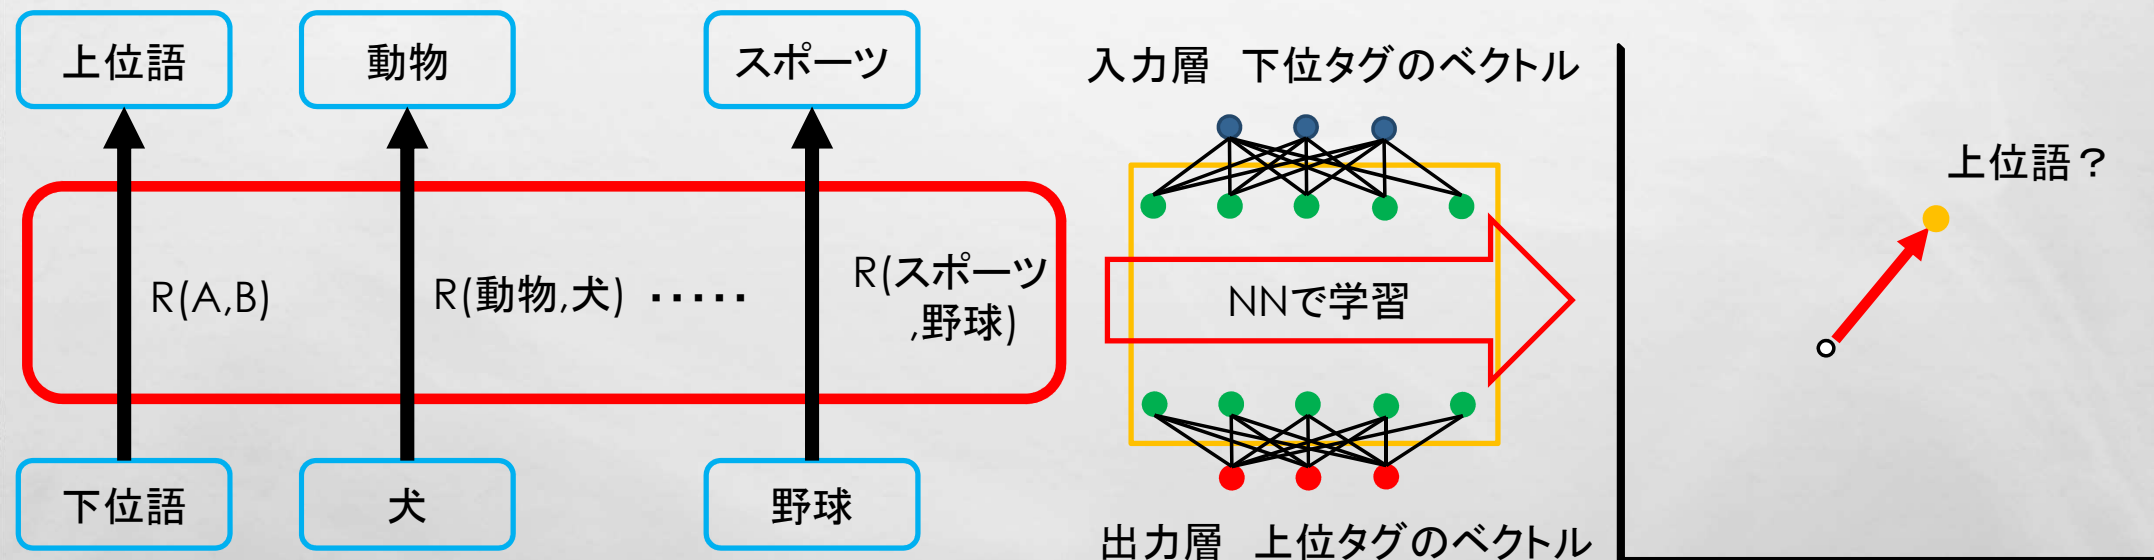 上位語
動物
スポーツ
R(A,B)
R(動物,犬)
・・・・・
R(スポーツ
,野球)
下位語
犬
野球
入力層　下位タグのベクトル
NNで学習
出力層　上位タグのベクトル
上位語？